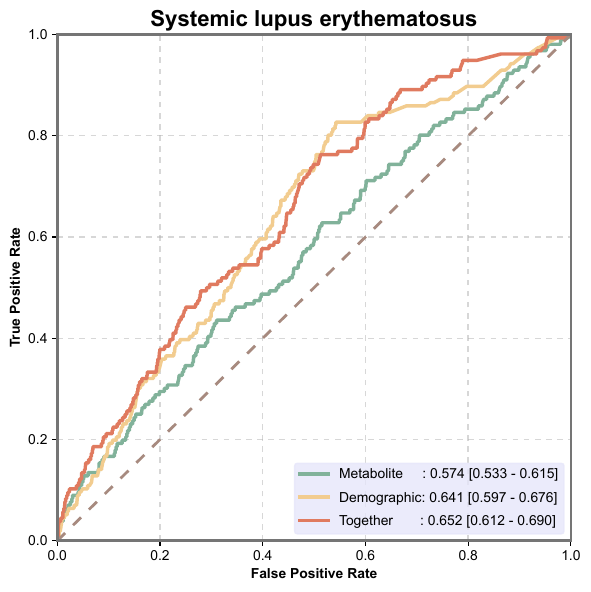 Systemic lupus erythematosus
True Positive Rate
1.0
0.8
0.6
0.4
0.2
0.0
Metabolite : 0.574 [0.533 - 0.615]
Demographic: 0.641 [0.597 - 0.676]
Together : 0.652 [0.612 - 0.690]
0.0 0.2 0.4 0.6 0.8 1.0
False Positive Rate